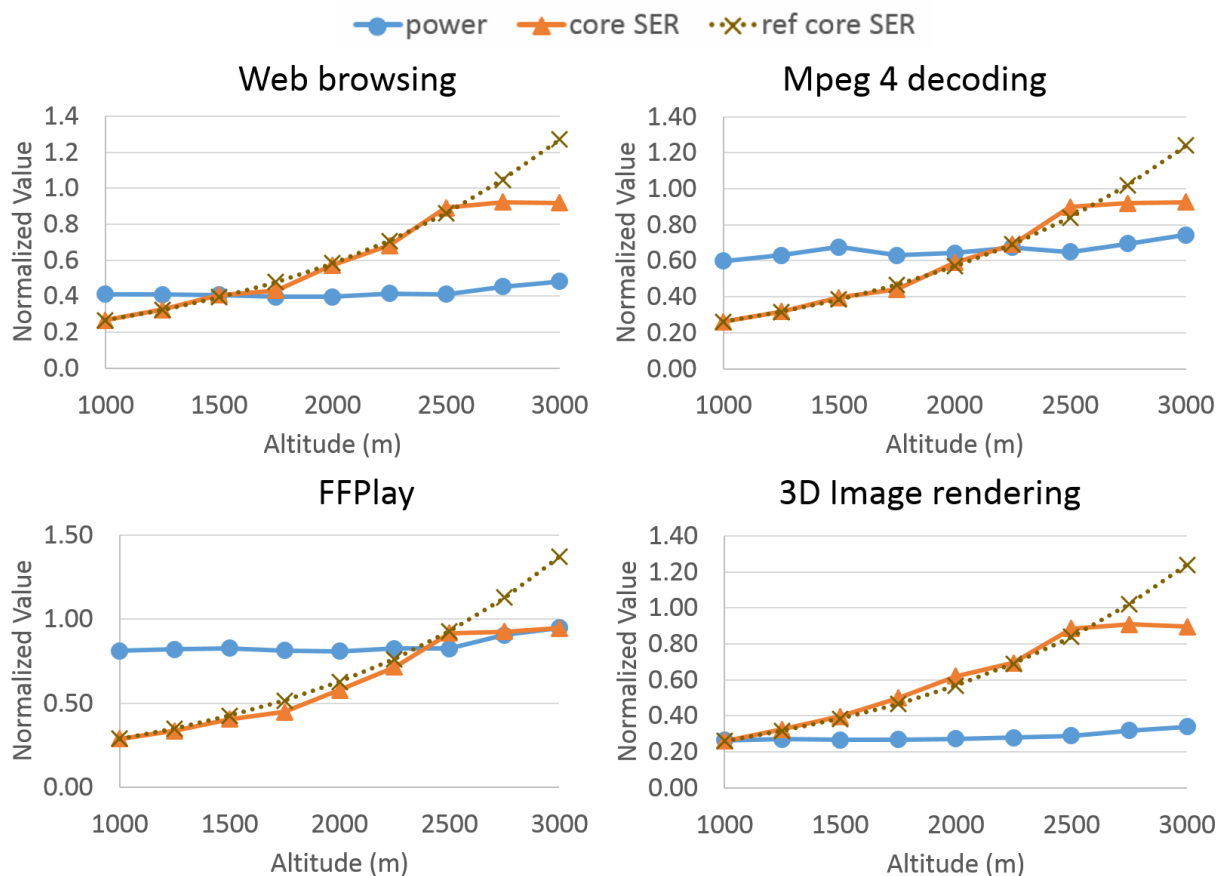 power core SER ref core SER
Web browsing
Normalized Value
1.4
1.2
1.0
0.8
0.6
0.4
0.2
0.0
1000 1500 2000 2500 3000
Altitude (m)
Mpeg 4 decoding
Normalized Value
1.40
1.20
1.00
0.80
0.60
0.40
0.20
0.00
1000 1500 2000 2500 3000
Altitude (m)
FFPlay
Normalized Value
1.50
1.00
0.50
0.00
1000 1500 2000 2500 3000
Altitude (m)
3D Image rendering
Normalized Value
1.40
1.20
1.00
0.80
0.60
0.40
0.20
0.00
1000 1500 2000 2500 3000
Altitude (m)